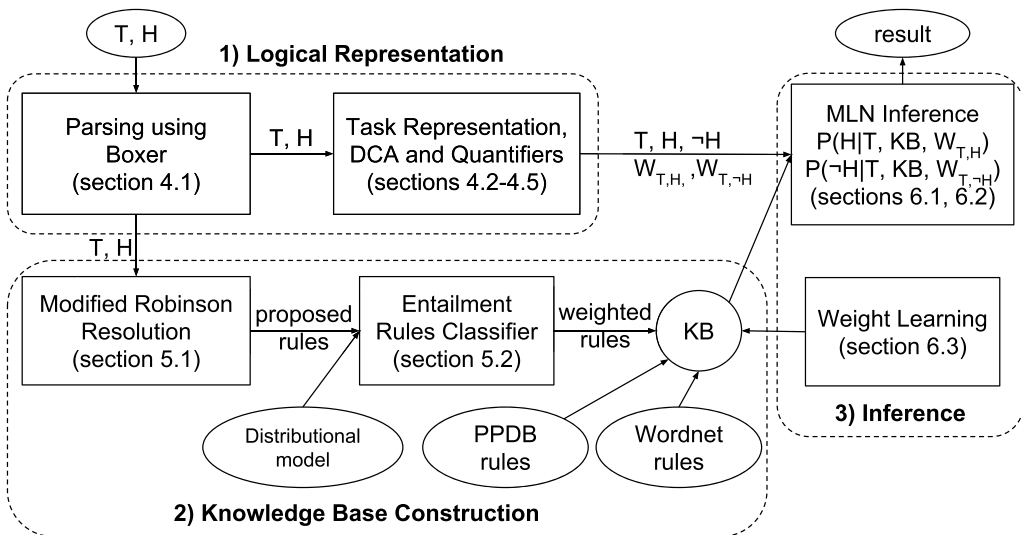 T, H
1) Logical Representation
result
Parsing using
Boxer
(section 4.1)
T, H
Task Representation,
DCA and Quantifiers
(sections 4.2-4.5)
T, H, ¬H
W_{T,H,} ,W_{T,¬H}
MLN Inference
P(H|T, KB, W_{T,H})
P(¬H|T, KB, W_{T,¬H})
(sections 6.1, 6.2)
T, H
Modified Robinson
Resolution
(section 5.1)
proposed
rules
Entailment
Rules Classifier
(section 5.2)
weighted
rules
KB
Weight Learning
(section 6.3)
3) Inference
Distributional
model
PPDB
rules
Wordnet
rules
2) Knowledge Base Construction